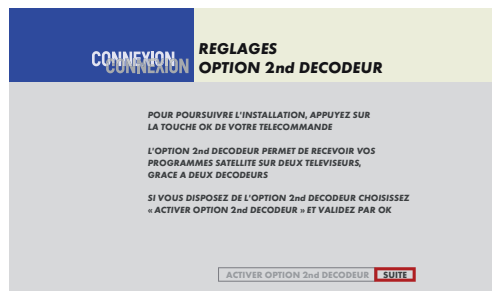 CONNEXION
CONNEXION
REGLAGES
OPTION 2nd DECODEUR
POUR POURSUIVRE L'INSTALLATION, APPUYEZ SUR
LA TOUCHE OK DE VOTRE TELECOMMANDE
L'OPTION 2nd DECODEUR PERMET DE RECEVOIR VOS
PROGRAMMES SATELLITE SUR DEUX TELEVISEURS,
GRACE A DEUX DECODEURS
SI VOUS DISPOSEZ DE L'OPTION 2nd DECODEUR CHOISISSEZ
« ACTIVER OPTION 2nd DECODEUR » ET VALIDEZ PAR OK
ACTIVER OPTION 2nd DECODEUR SUITE